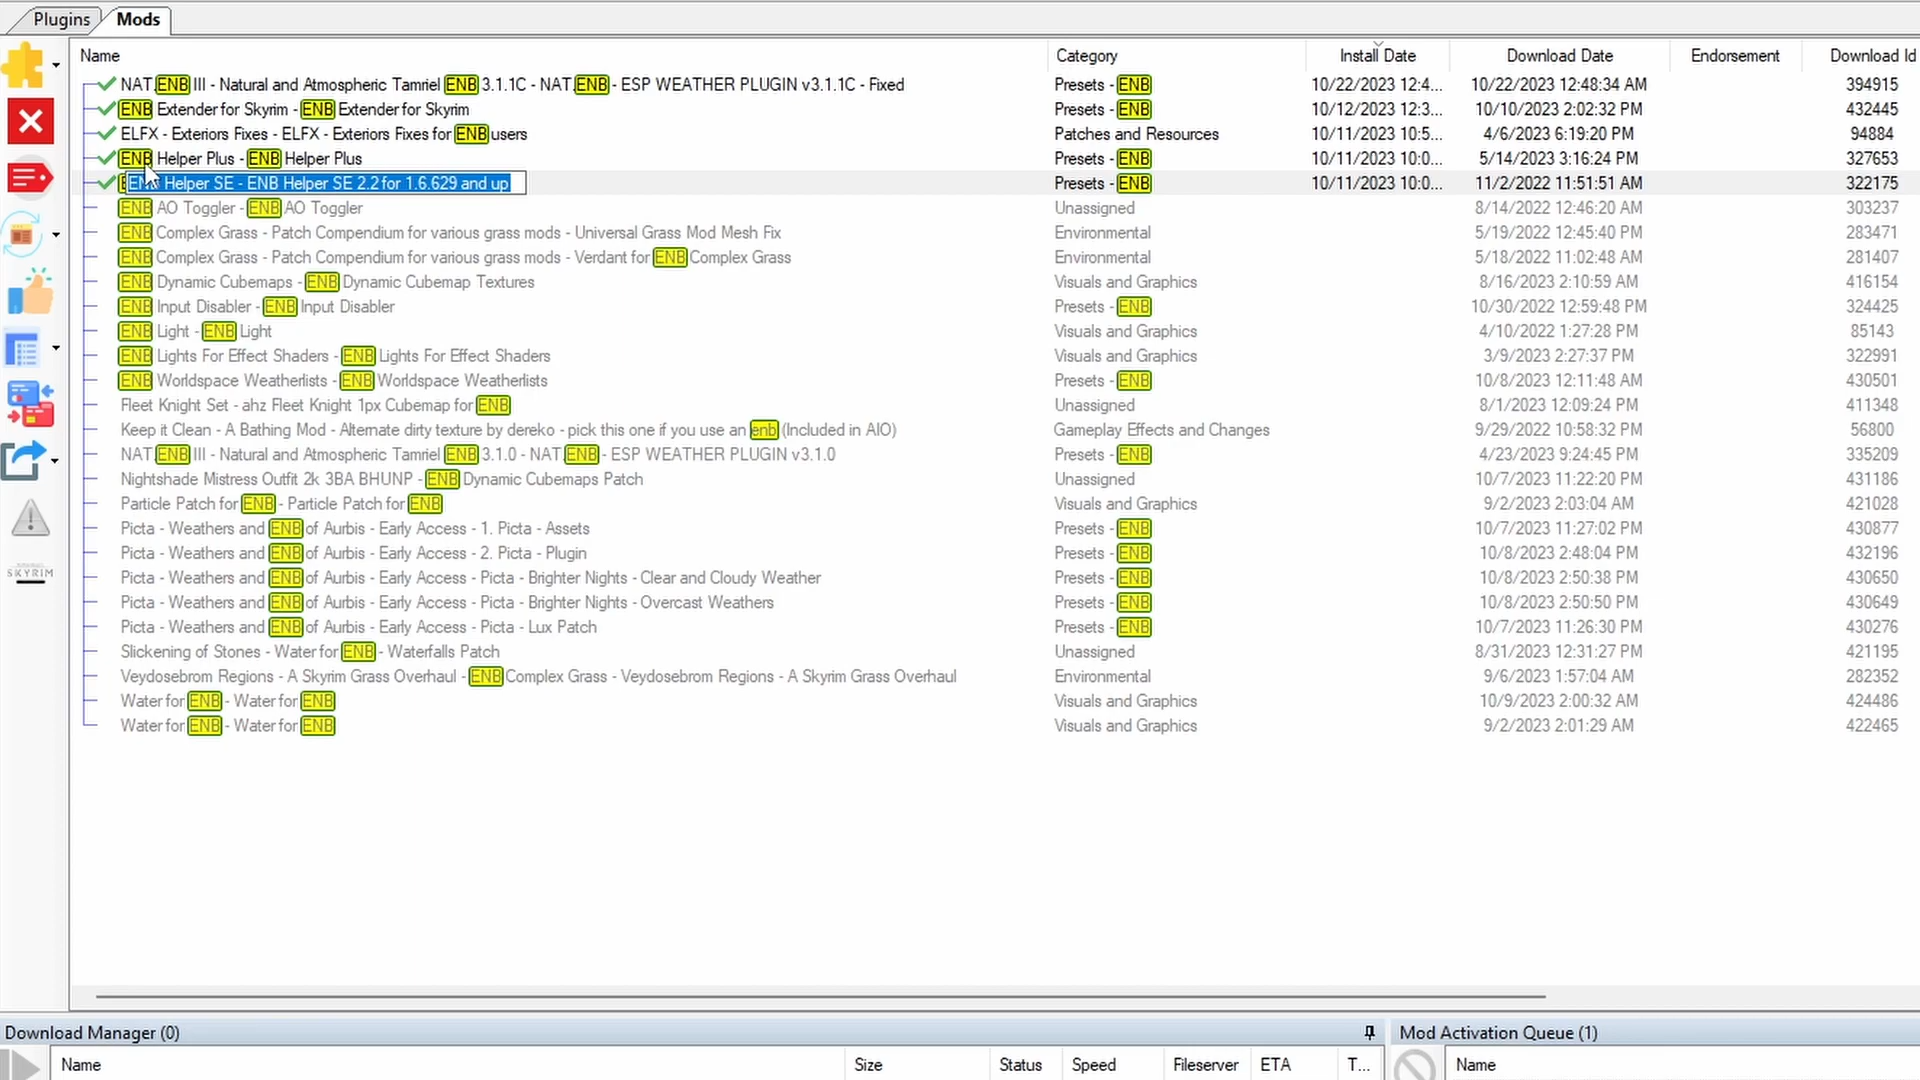 Plugins Mods
Name Category Install Date Download Date Endorsement Download Id
NAT.ENB III - Natural and Atmospheric Tamriel ENB 3.1.1C - NAT.ENB - ESP WEATHER PLUGIN v3.1.1C - Fixed Presets - ENB 10/22/2023 12:4... 10/22/2023 12:48:34 AM 394915
ENB Extender for Skyrim - ENB Extender for Skyrim Presets - ENB 10/12/2023 12:3... 10/10/2023 2:02:32 PM 432445
ELFX - Exteriors Fixes - ELFX - Exteriors Fixes for ENB users Patches and Resources 10/11/2023 10:5... 4/6/2023 6:19:20 PM 94884
ENB Helper Plus - ENB Helper Plus Presets - ENB 10/11/2023 10:0... 5/14/2023 3:16:24 PM 327653
ENB Helper SE - ENB Helper SE 2.2 for 1.6.629 and up Presets - ENB 10/11/2023 10:0... 11/2/2022 11:51:51 AM 322175
ENB AO Toggler - ENB AO Toggler Unassigned 8/14/2022 12:46:20 AM 303237
ENB Complex Grass - Patch Compendium for various grass mods - Universal Grass Mod Mesh Fix Environmental 5/19/2022 12:45:40 PM 283471
ENB Complex Grass - Patch Compendium for various grass mods - Verdant for ENB Complex Grass Environmental 5/18/2022 11:02:48 AM 281407
ENB Dynamic Cubemaps - ENB Dynamic Cubemap Textures Visuals and Graphics 8/16/2023 2:10:59 AM 416154
ENB Input Disabler - ENB Input Disabler Presets - ENB 10/30/2022 12:59:48 PM 324425
ENB Light - ENB Light Visuals and Graphics 4/10/2022 1:27:28 PM 85143
ENB Lights For Effect Shaders - ENB Lights For Effect Shaders Visuals and Graphics 3/9/2023 2:27:37 PM 322991
ENB Worldspace Weatherlists - ENB Worldspace Weatherlists Presets - ENB 10/8/2023 12:11:48 AM 430501
Fleet Knight Set - ahz Fleet Knight 1px Cubemap for ENB Unassigned 8/1/2023 12:09:24 PM 411348
Keep it Clean - A Bathing Mod - Alternate dirty texture by dereko - pick this one if you use an enb (Included in AIO) Gameplay Effects and Changes 9/29/2022 10:58:32 PM 56800
NAT.ENB III - Natural and Atmospheric Tamriel ENB 3.1.0 - NAT.ENB - ESP WEATHER PLUGIN v3.1.0 Presets - ENB 4/23/2023 9:24:45 PM 335209
Nightshade Mistress Outfit 2k 3BA BHUNP - ENB Dynamic Cubemaps Patch Unassigned 10/7/2023 11:22:20 PM 431186
Particle Patch for ENB - Particle Patch for ENB Visuals and Graphics 9/2/2023 2:03:04 AM 421028
Picta - Weathers and ENB of Aurbis - Early Access - 1. Picta - Assets Presets - ENB 10/7/2023 11:27:02 PM 430877
Picta - Weathers and ENB of Aurbis - Early Access - 2. Picta - Plugin Presets - ENB 10/8/2023 2:48:04 PM 432196
Picta - Weathers and ENB of Aurbis - Early Access - Picta - Brighter Nights - Clear and Cloudy Weather Presets - ENB 10/8/2023 2:50:38 PM 430650
Picta - Weathers and ENB of Aurbis - Early Access - Picta - Brighter Nights - Overcast Weathers Presets - ENB 10/8/2023 2:50:50 PM 430649
Picta - Weathers and ENB of Aurbis - Early Access - Picta - Lux Patch Presets - ENB 10/7/2023 11:26:30 PM 430276
Slickening of Stones - Water for ENB - Waterfalls Patch Unassigned 8/31/2023 12:31:27 PM 421195
Veydosebrom Regions - A Skyrim Grass Overhaul - ENB Complex Grass - Veydosebrom Regions - A Skyrim Grass Overhaul Environmental 9/6/2023 1:57:04 AM 282352
Water for ENB - Water for ENB Visuals and Graphics 10/9/2023 2:00:32 AM 424486
Water for ENB - Water for ENB Visuals and Graphics 9/2/2023 2:01:29 AM 422465
SKYRIM
Download Manager (0) Mod Activation Queue (1)
Name Size Status Speed Fileserver ETA T... Name